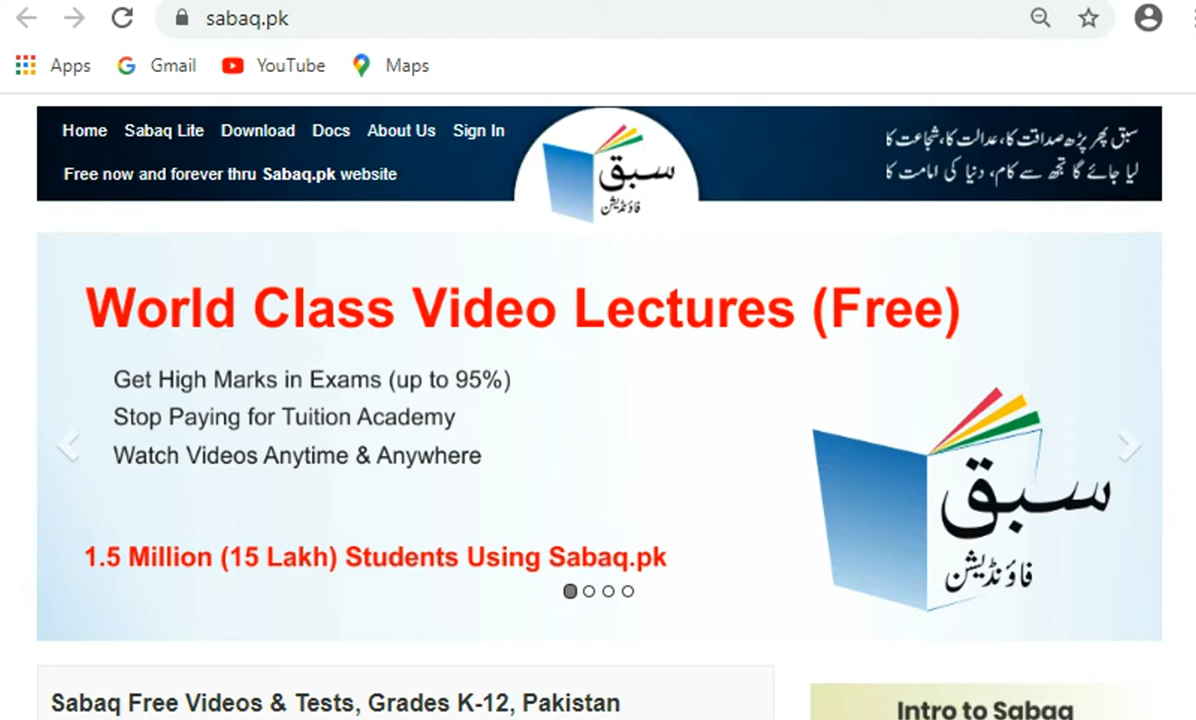 sabaq.pk
Apps Gmail YouTube Maps
Home Sabaq Lite Download Docs About Us Sign In
Free now and forever thru Sabaq.pk website
سبق
فاؤنڈیشن
سبق پھر پڑھ صداقت کا، عدالت کا، شجاعت کا
لیا جائے گا تجھ سے کام، دنیا کی امامت کا
World Class Video Lectures (Free)
Get High Marks in Exams (up to 95%)
Stop Paying for Tuition Academy
Watch Videos Anytime & Anywhere
سبق
فاؤنڈیشن
1.5 Million (15 Lakh) Students Using Sabaq.pk
Sabaq Free Videos & Tests, Grades K-12, Pakistan
Intro to Sabaq